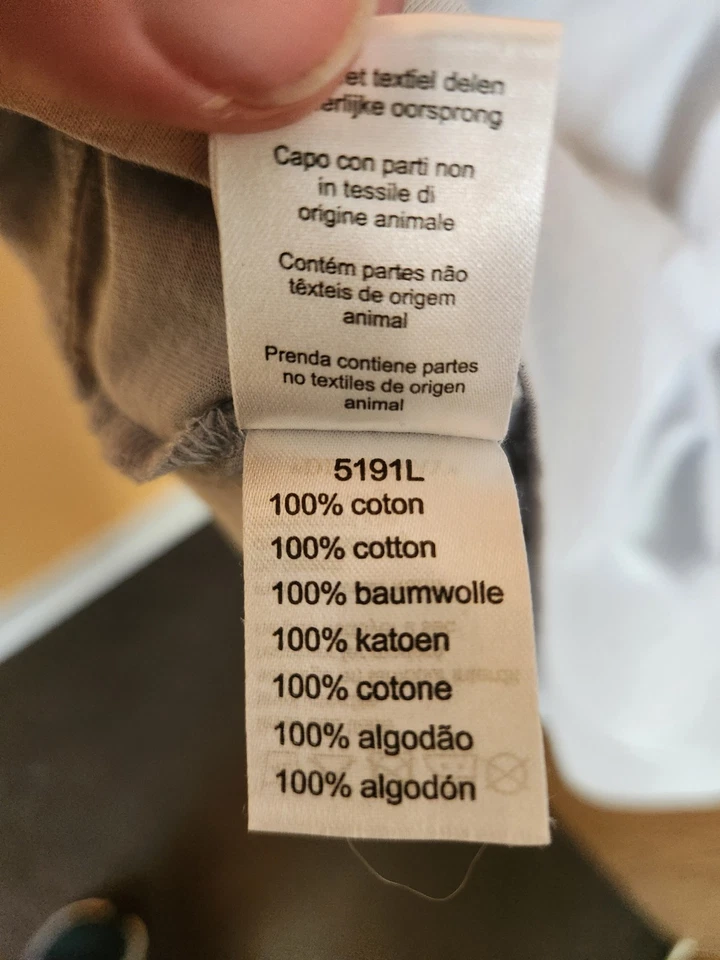 et textiel delen
erlijke oorsprong
Capo con parti non
in tessile di
origine animale
Contém partes não
têxteis de origem
animal
Prenda contiene partes
no textiles de origen
animal
5191L
100% coton
100% cotton
100% baumwolle
100% katoen
100% cotone
100% algodão
100% algodón